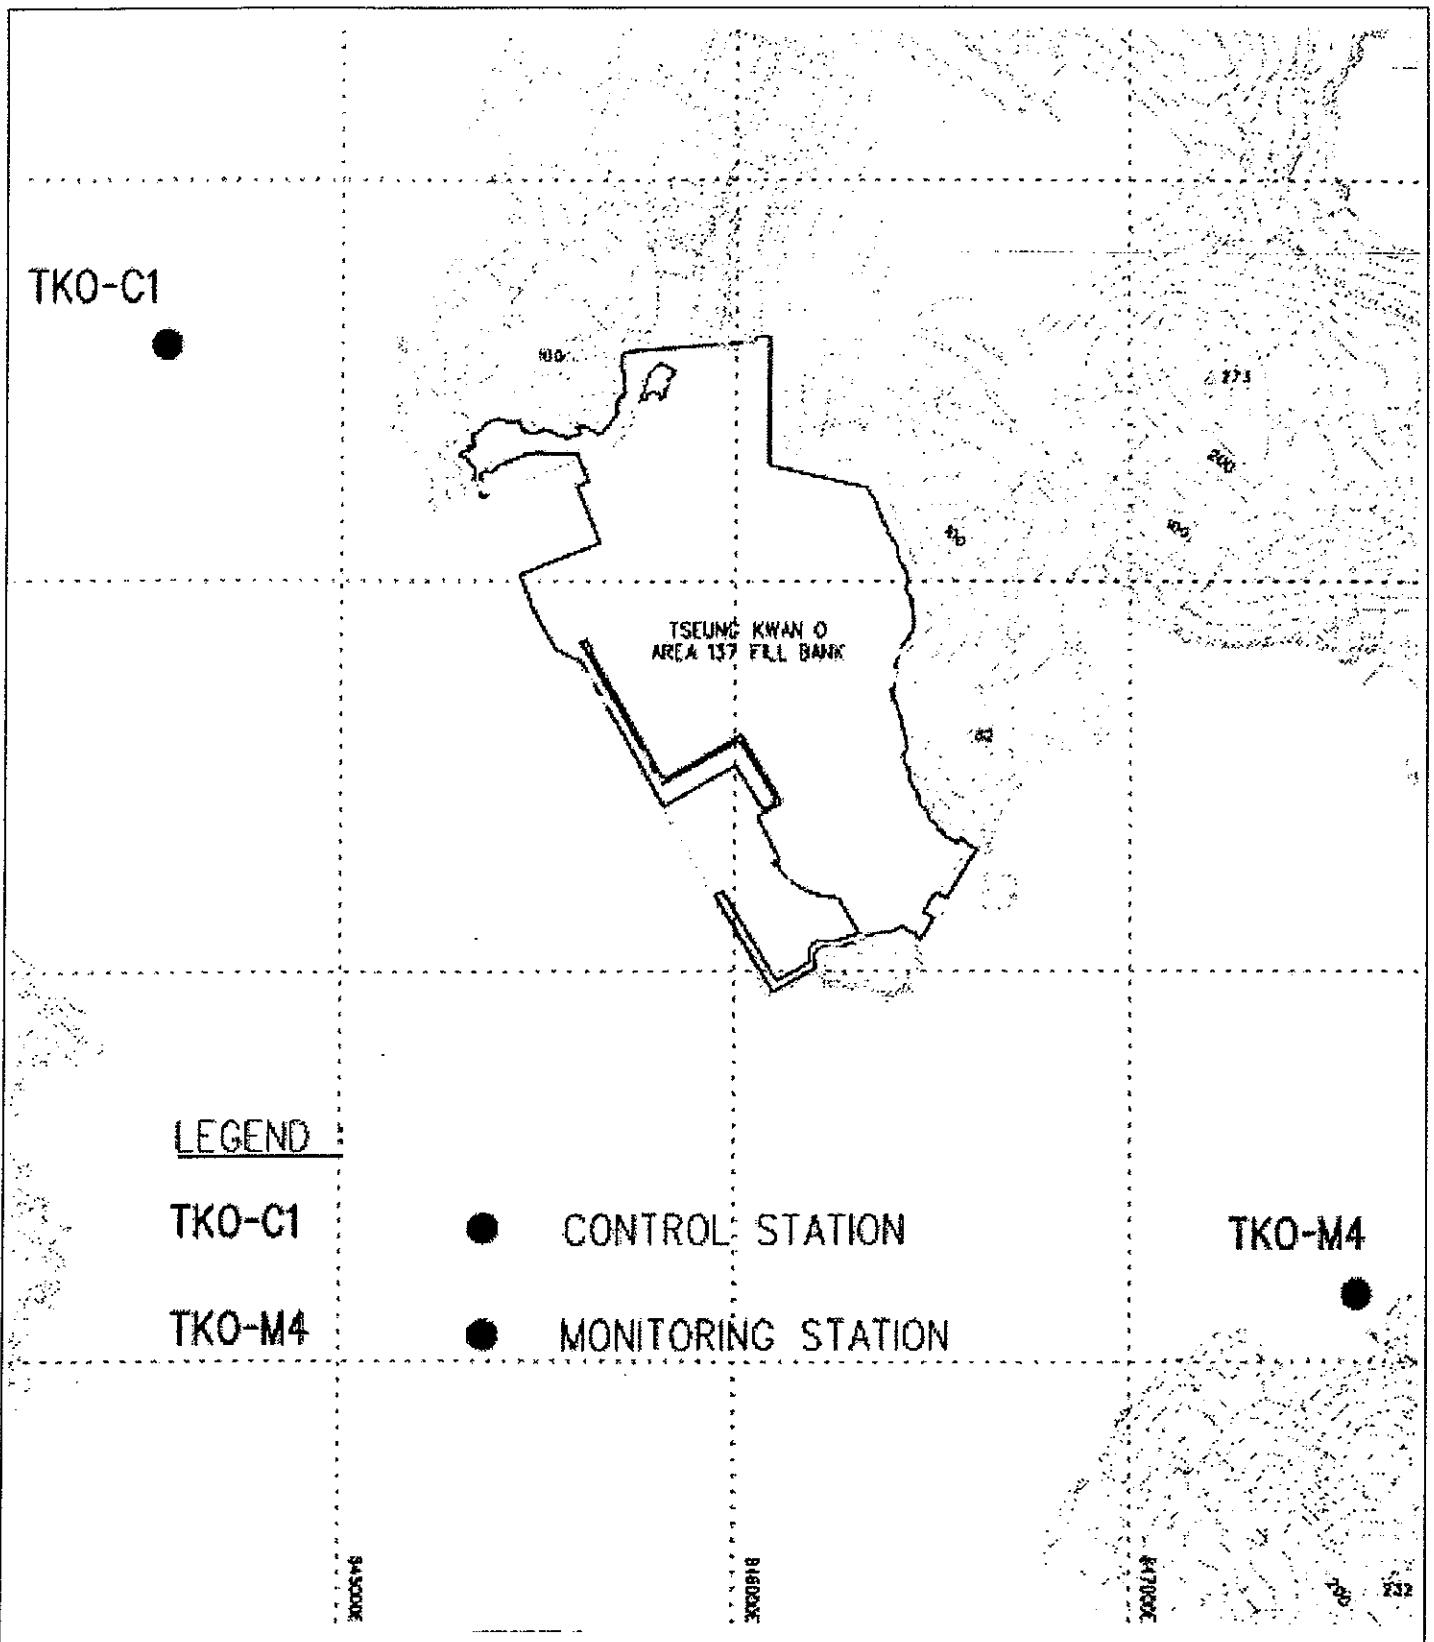 TKO-C1
100
273
200
100
TSEUNG KWAN O
AREA 137 FILL BANK
82
LEGEND :
TKO-C1 CONTROL STATION
TKO-M4
TKO-M4 MONITORING STATION
845000E
846000E
847000E
232